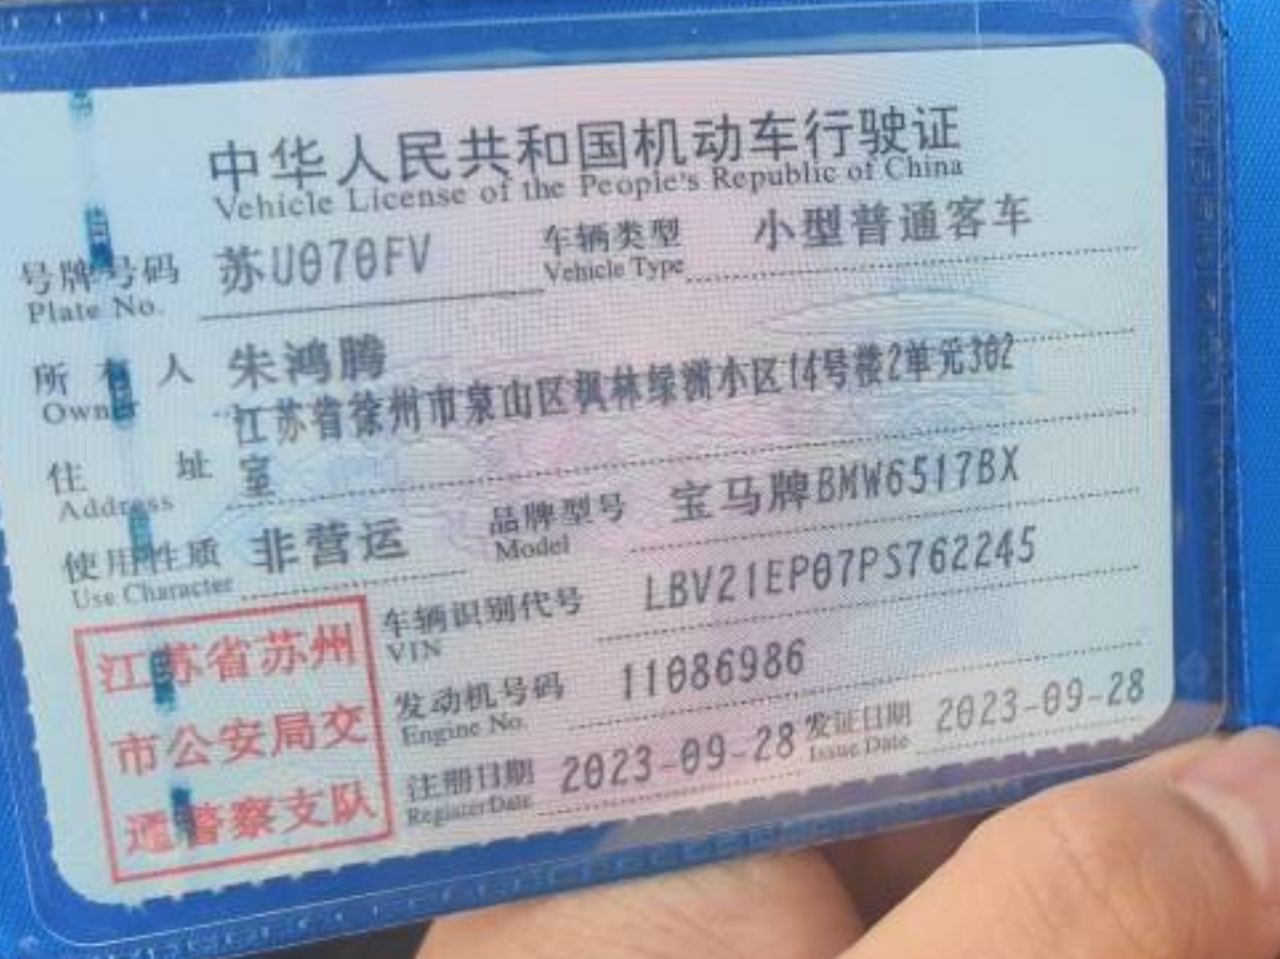 中华人民共和国机动车行驶证
Vehicle License of the People's Republic of China
号牌号码 苏U070FV 车辆类型 小型普通客车
Plate No. Vehicle Type
所有人 朱鸿腾
Owner
江苏省徐州市泉山区枫林绿洲小区14号楼2单元302
住址 室
Address
使用性质 非营运 品牌型号 宝马牌BMW6517BX
Use Character Model
车辆识别代号 LBV21EP07PS762245
VIN
发动机号码 11086986
Engine No.
注册日期 2023-09-28 发证日期 2023-09-28
Register Date Issue Date
江苏省苏州
市公安局交
通警察支队